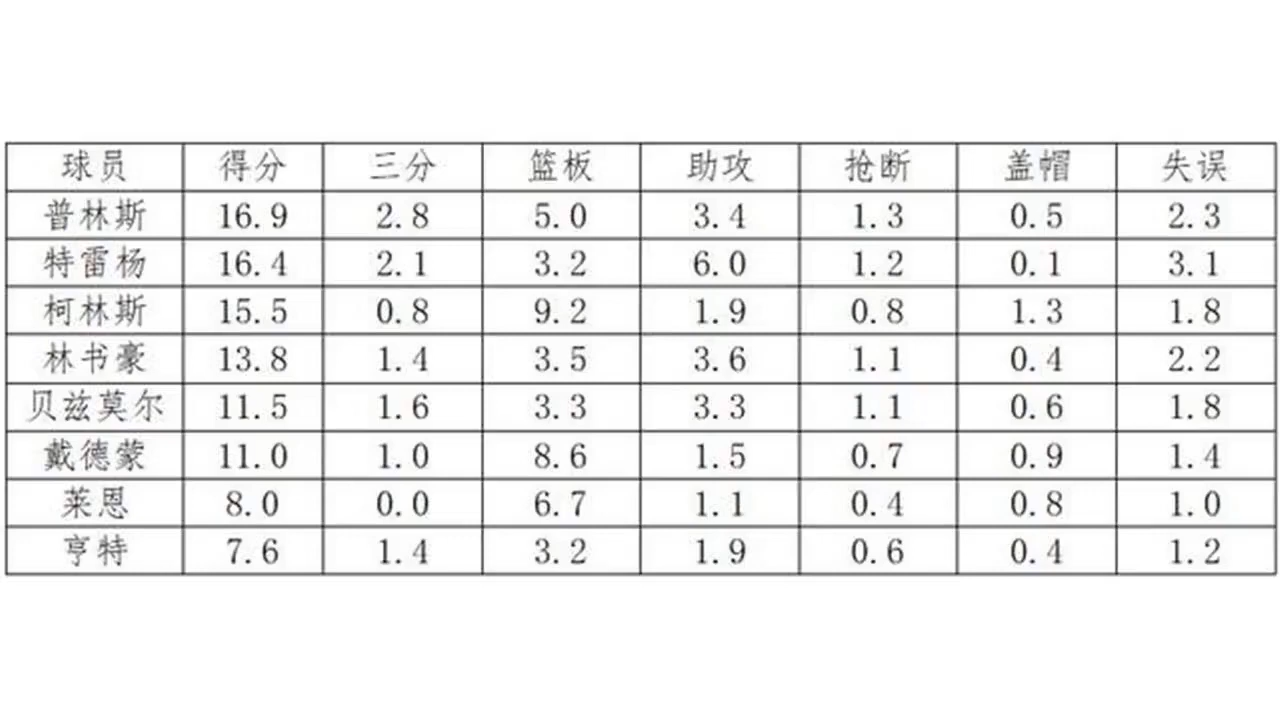 球员 得分 三分 篮板 助攻 抢断 盖帽 失误
普林斯 16.9 2.8 5.0 3.4 1.3 0.5 2.3
特雷杨 16.4 2.1 3.2 6.0 1.2 0.1 3.1
柯林斯 15.5 0.8 9.2 1.9 0.8 1.3 1.8
林书豪 13.8 1.4 3.5 3.6 1.1 0.4 2.2
贝兹莫尔 11.5 1.6 3.3 3.3 1.1 0.6 1.8
戴德蒙 11.0 1.0 8.6 1.5 0.7 0.9 1.4
莱恩 8.0 0.0 6.7 1.1 0.4 0.8 1.0
亨特 7.6 1.4 3.2 1.9 0.6 0.4 1.2